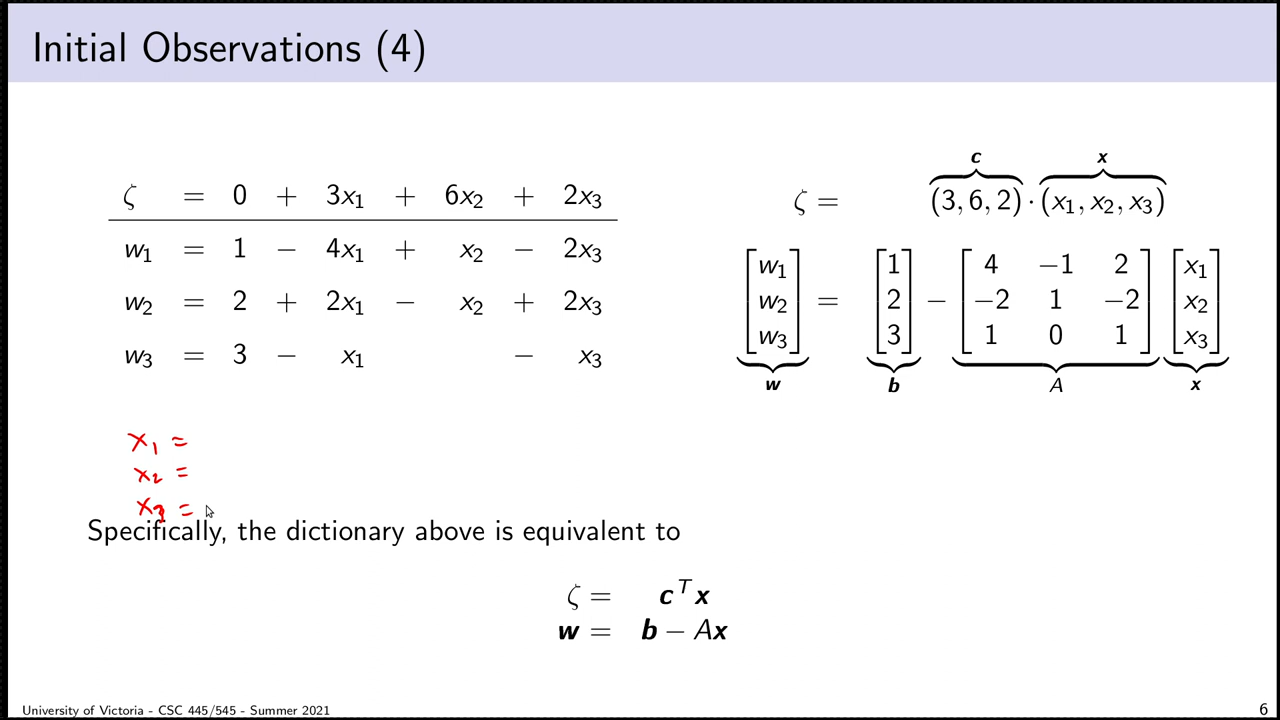 Initial Observations (4)
ζ = 0 + 3x₁ + 6x₂ + 2x₃
w₁ = 1 − 4x₁ + x₂ − 2x₃
w₂ = 2 + 2x₁ − x₂ + 2x₃
w₃ = 3 − x₁ − x₃
c x
ζ = (3, 6, 2) · (x₁, x₂, x₃)
w₁ 1 4 −1 2 x₁
w₂ = 2 − −2 1 −2 x₂
w₃ 3 1 0 1 x₃
w b A x
x₁ =
x₂ =
x₃ =
Specifically, the dictionary above is equivalent to
ζ = cᵀx
w = b − Ax
University of Victoria - CSC 445/545 - Summer 2021 6